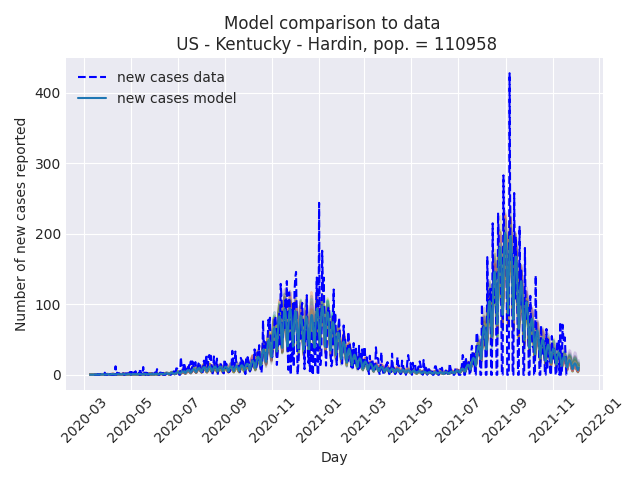 Model comparison to data
US - Kentucky - Hardin, pop. = 110958
new cases data
new cases model
Number of new cases reported
400
300
200
100
0
2020-03
2020-05
2020-07
2020-09
2020-11
2021-01
2021-03
2021-05
2021-07
2021-09
2021-11
2022-01
Day